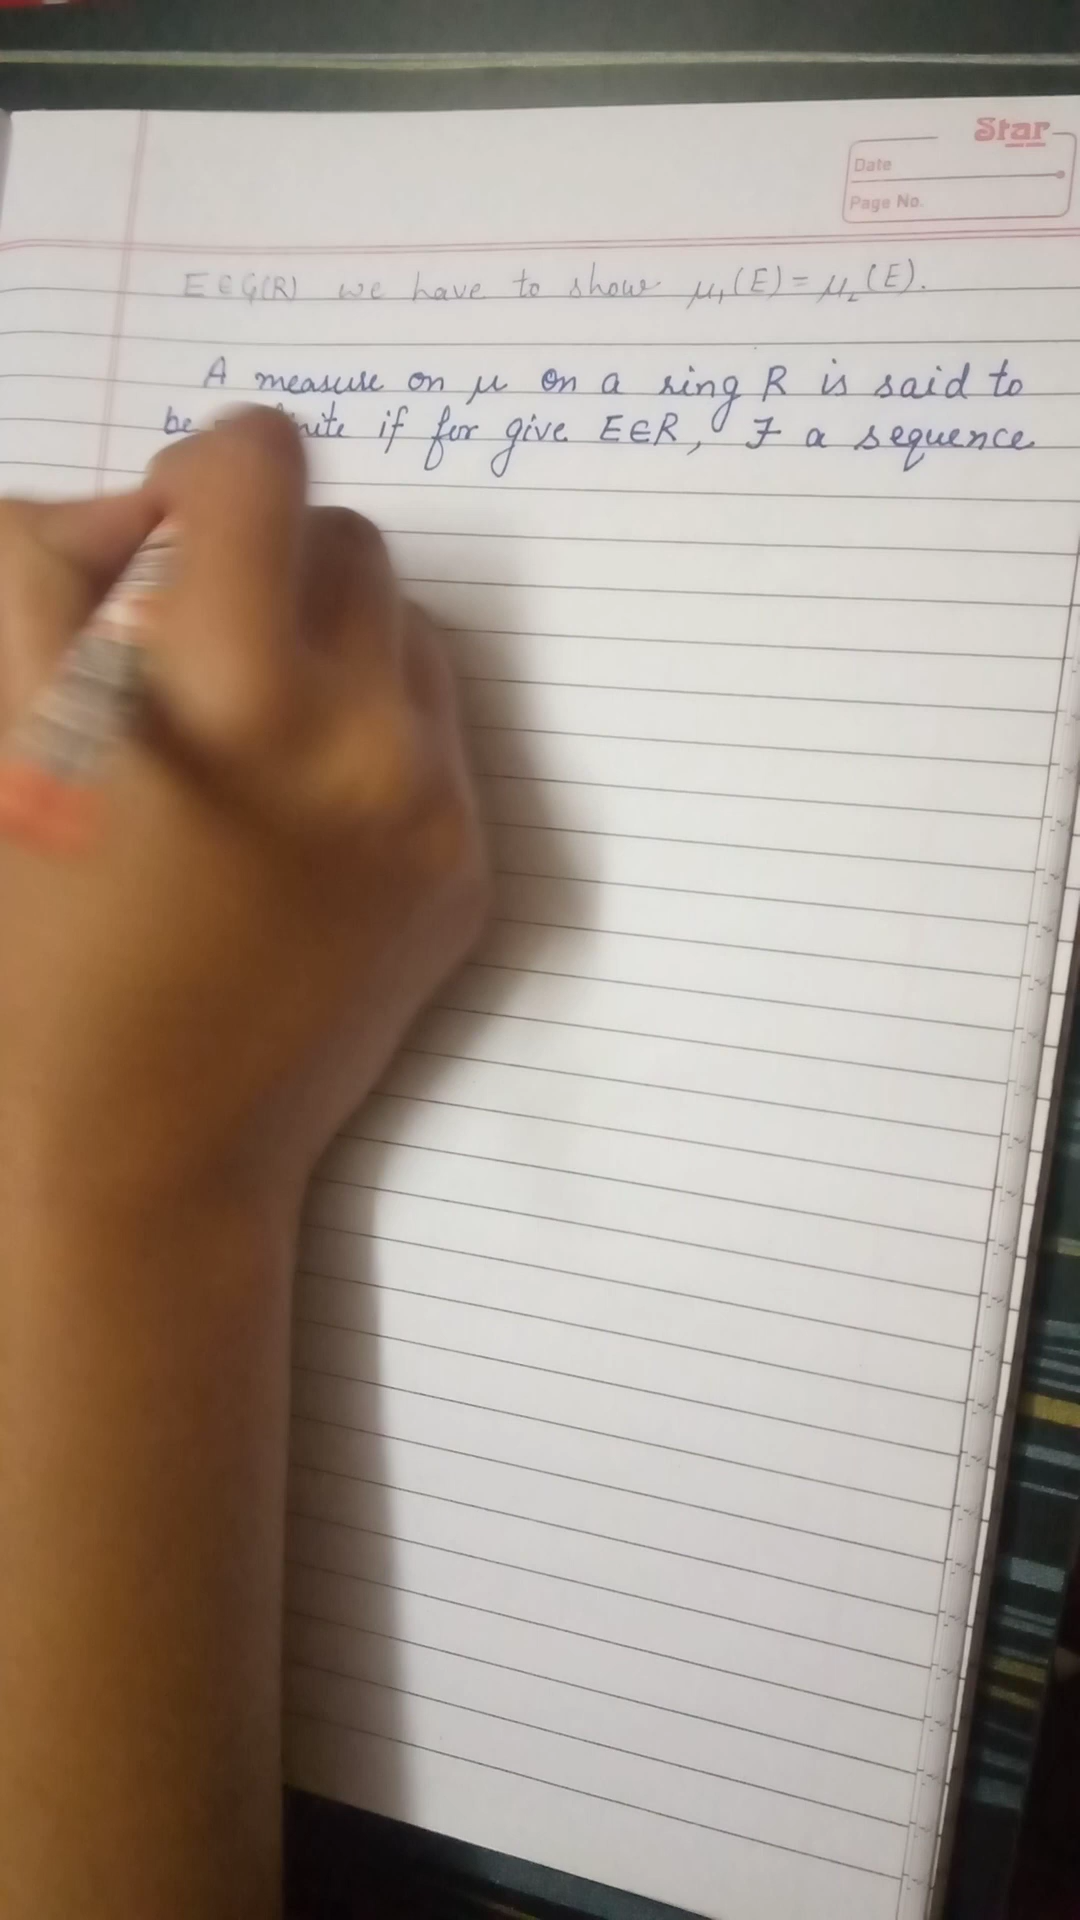 Star
Date
Page No.
E ∈ G(R) we have to show μ₁(E) = μ₂(E).
A measure on μ on a ring R is said to
be if for give E∈R, ∃ a sequence